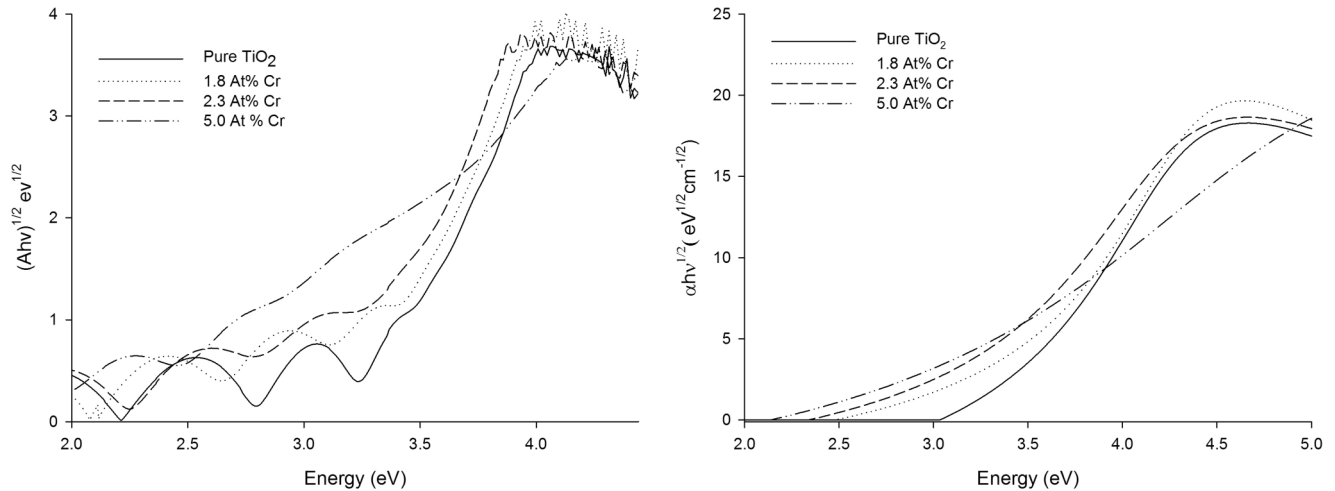 4
3
2
1
0
(Ahv)1/2 ev1/2
Pure TiO2
1.8 At% Cr
2.3 At% Cr
5.0 At % Cr
2.0 2.5 3.0 3.5 4.0
Energy (eV)
25
20
15
10
5
0
αhν1/2( eV1/2cm-1/2)
Pure TiO2
1.8 At% Cr
2.3 At% Cr
5.0 At% Cr
2.0 2.5 3.0 3.5 4.0 4.5 5.0
Energy (eV)